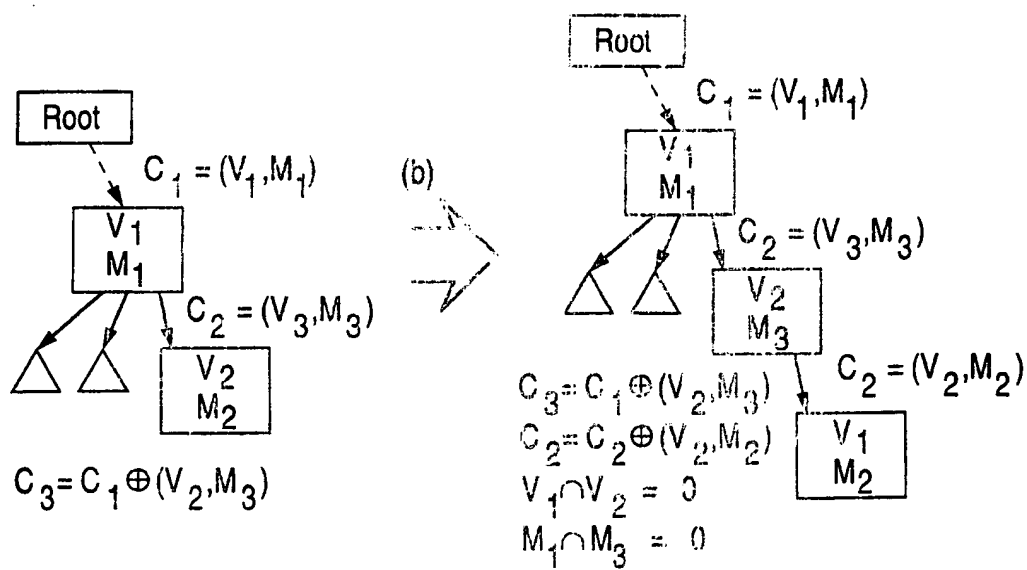 Root
C₁ = (V₁,M₁)
V₁
M₁
C₂ = (V₃,M₃)
V₂
M₂
C₃= C₁⊕(V₂,M₃)
(b)
Root
C₁ = (V₁,M₁)
V₁
M₁
C₂ = (V₃,M₃)
V₂
M₃
C₂ = (V₂,M₂)
V₁
M₂
C₃= C₁⊕(V₂,M₃)
C₂= C₂⊕(V₂,M₂)
V₁∩V₂ = 0
M₁∩M₃ = 0